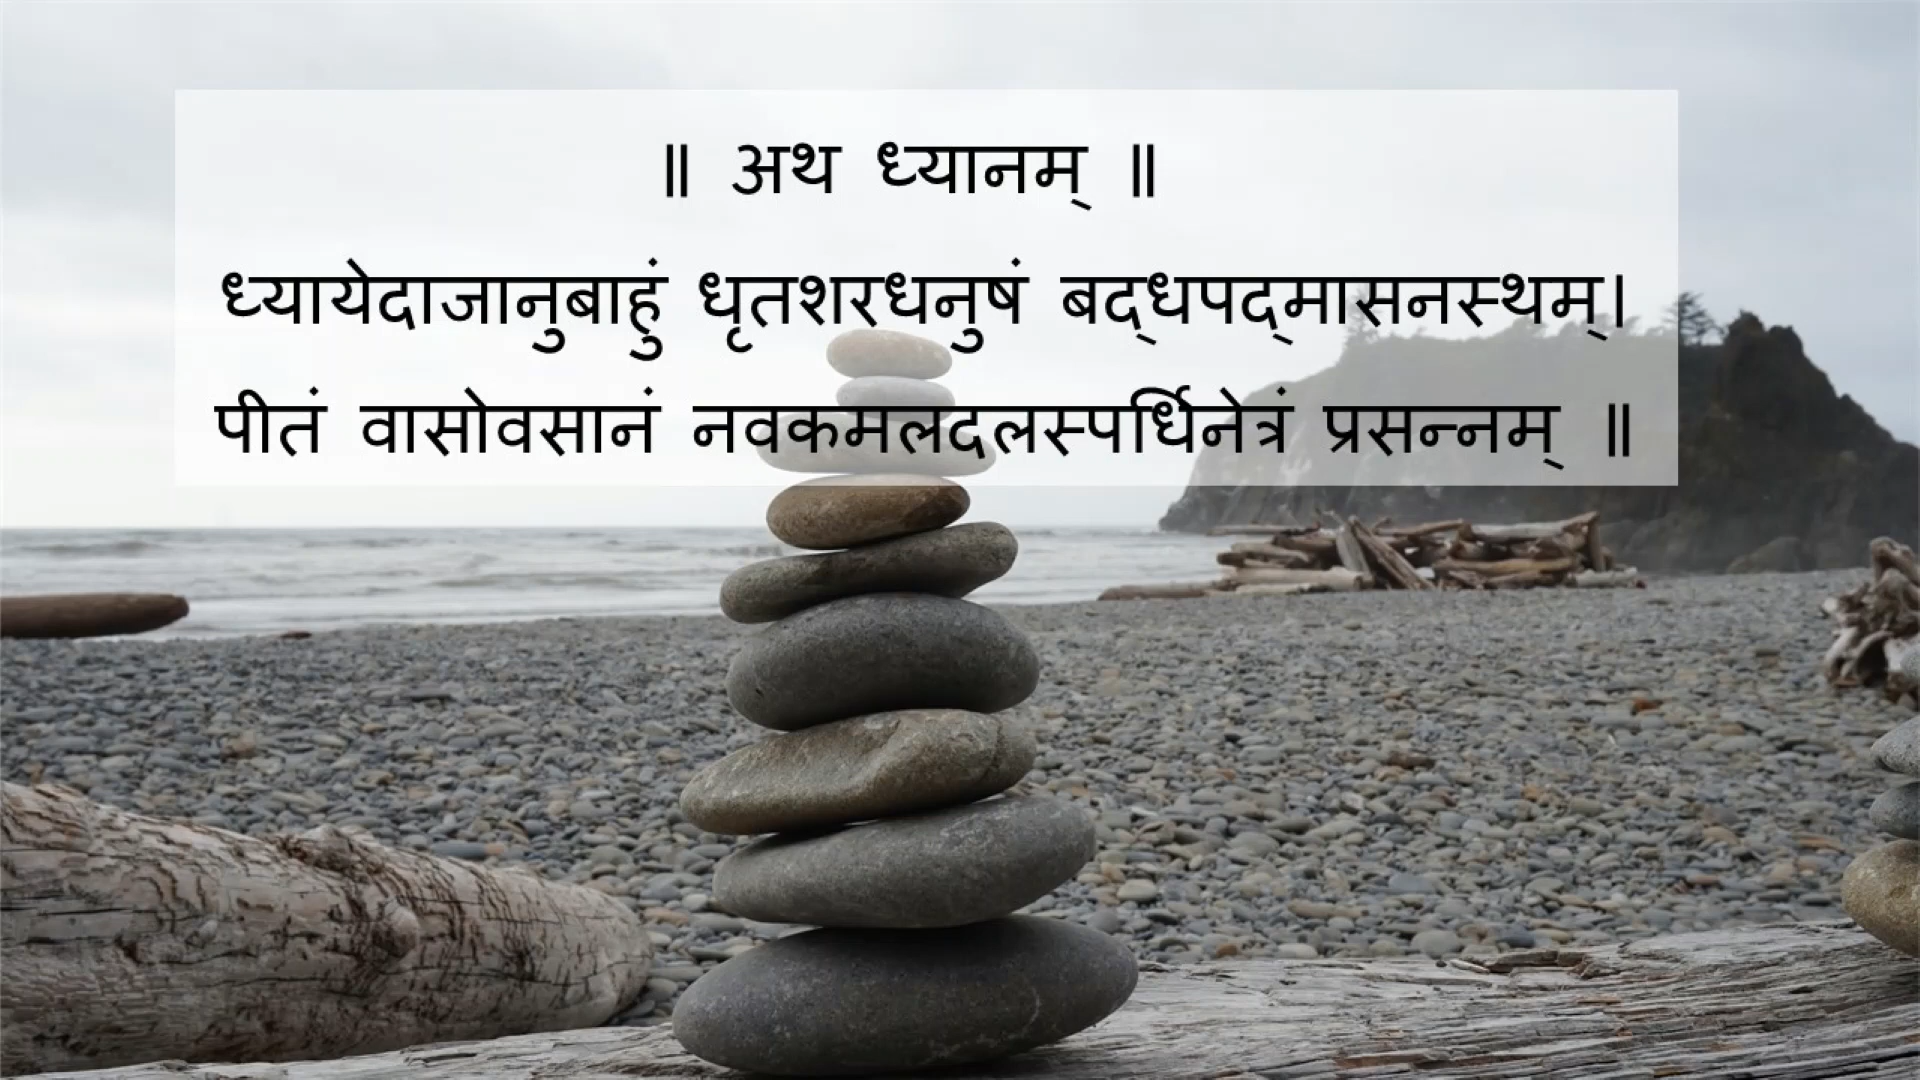 ॥ अथ ध्यानम् ॥
ध्यायेदाजानुबाहुं धृतशरधनुषं बद्‌धपद्‌मासनस्थम्।
पीतं वासोवसानं नवकमलदलस्पर्धिनेत्रं प्रसन्नम् ॥